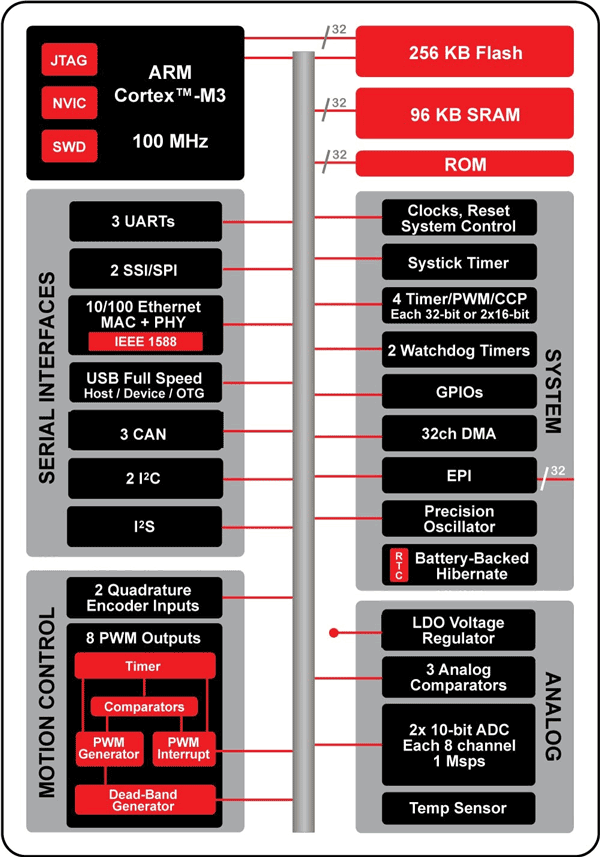 JTAG
NVIC
SWD
ARM
Cortex™-M3
100 MHz
32
256 KB Flash
32
96 KB SRAM
32
ROM
SERIAL INTERFACES
3 UARTs
2 SSI/SPI
10/100 Ethernet
MAC + PHY
IEEE 1588
USB Full Speed
Host / Device / OTG
3 CAN
2 I²C
I²S
SYSTEM
Clocks, Reset
System Control
Systick Timer
4 Timer/PWM/CCP
Each 32-bit or 2x16-bit
2 Watchdog Timers
GPIOs
32ch DMA
EPI
32
Precision
Oscillator
RTC
Battery-Backed
Hibernate
MOTION CONTROL
2 Quadrature
Encoder Inputs
8 PWM Outputs
Timer
Comparators
PWM
Generator
PWM
Interrupt
Dead-Band
Generator
ANALOG
LDO Voltage
Regulator
3 Analog
Comparators
2x 10-bit ADC
Each 8 channel
1 Msps
Temp Sensor